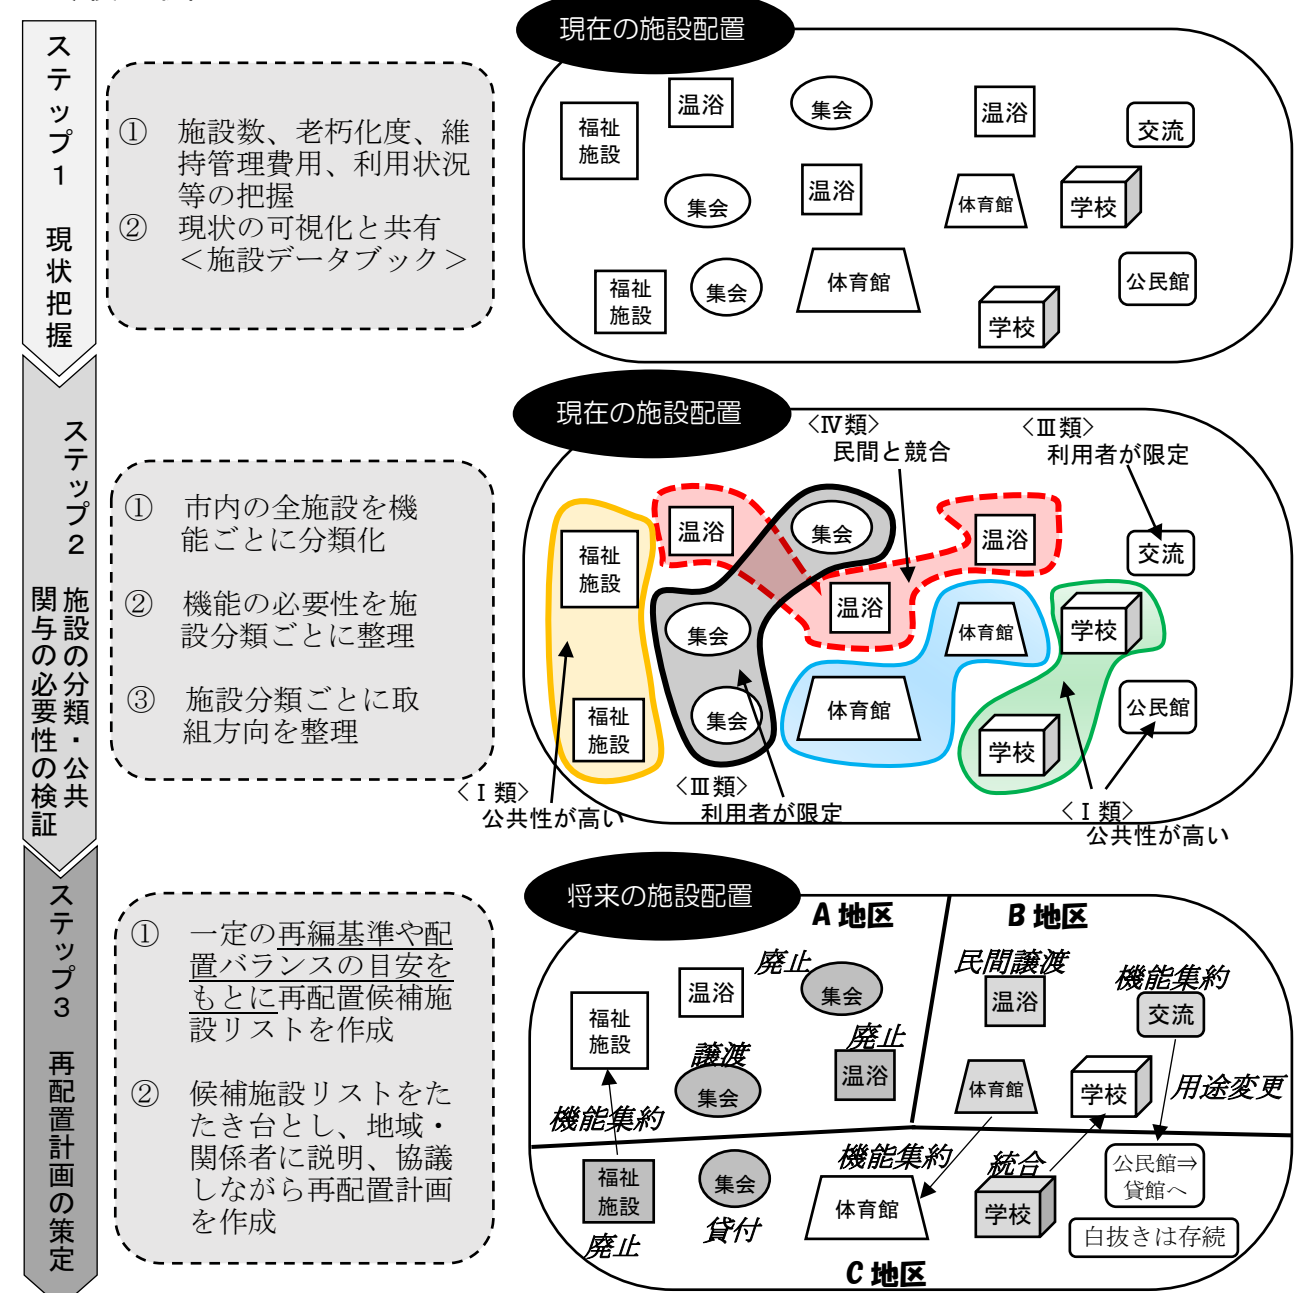 ステップ1　現状把握
① 施設数、老朽化度、維
持管理費用、利用状況
等の把握
② 現状の可視化と共有
＜施設データブック＞
現在の施設配置
福祉
施設
温浴
集会
温浴
交流
集会
温浴
体育館
学校
福祉
施設
集会
体育館
学校
公民館
ステップ2　施設の分類・公共
関与の必要性の検証
① 市内の全施設を機
能ごとに分類化
② 機能の必要性を施
設分類ごとに整理
③ 施設分類ごとに取
組方向を整理
現在の施設配置
〈Ⅳ類〉
民間と競合
〈Ⅲ類〉
利用者が限定
福祉
施設
温浴
集会
温浴
交流
集会
温浴
体育館
学校
福祉
施設
集会
体育館
学校
公民館
〈Ⅰ類〉
公共性が高い
〈Ⅲ類〉
利用者が限定
〈Ⅰ類〉
公共性が高い
ステップ3　再配置計画の策定
① 一定の再編基準や配
置バランスの目安を
もとに再配置候補施
設リストを作成
② 候補施設リストをた
たき台とし、地域・
関係者に説明、協議
しながら再配置計画
を作成
将来の施設配置
A地区
B地区
福祉
施設
温浴
廃止
集会
民間譲渡
温浴
機能集約
交流
譲渡
集会
廃止
温浴
体育館
学校
用途変更
機能集約
機能集約
統合
福祉
施設
廃止
集会
貸付
体育館
学校
公民館⇒
貸館へ
白抜きは存続
C地区